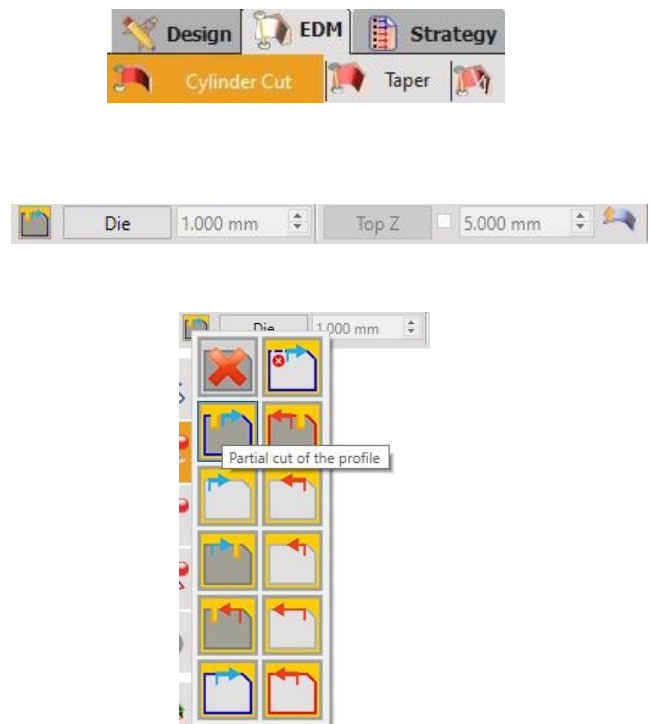 Design EDM Strategy
Cylinder Cut Taper
Die 1.000 mm Top Z 5.000 mm
Die 1.000 mm
Partial cut of the profile